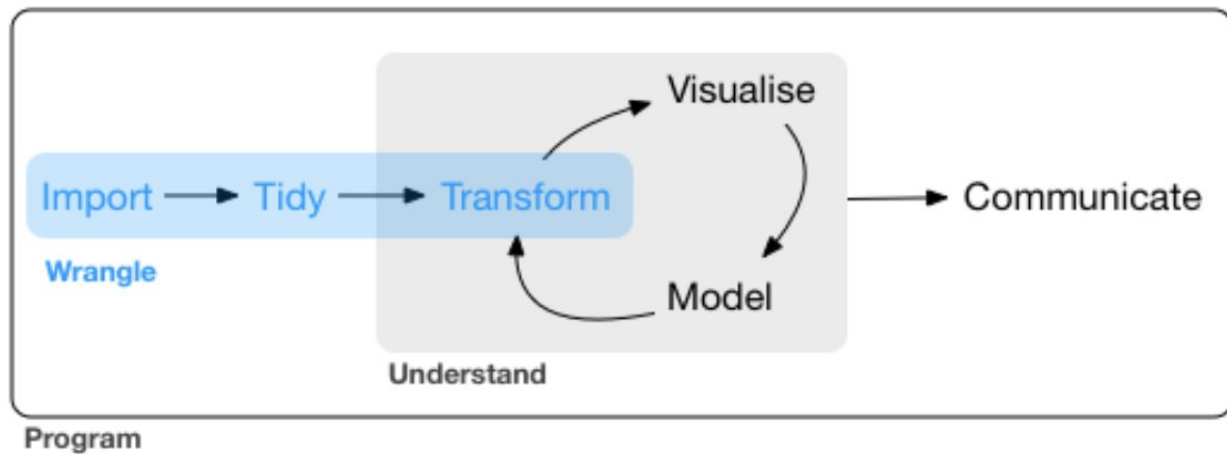 Visualise
Import
Tidy
Transform
Communicate
Wrangle
Model
Understand
Program